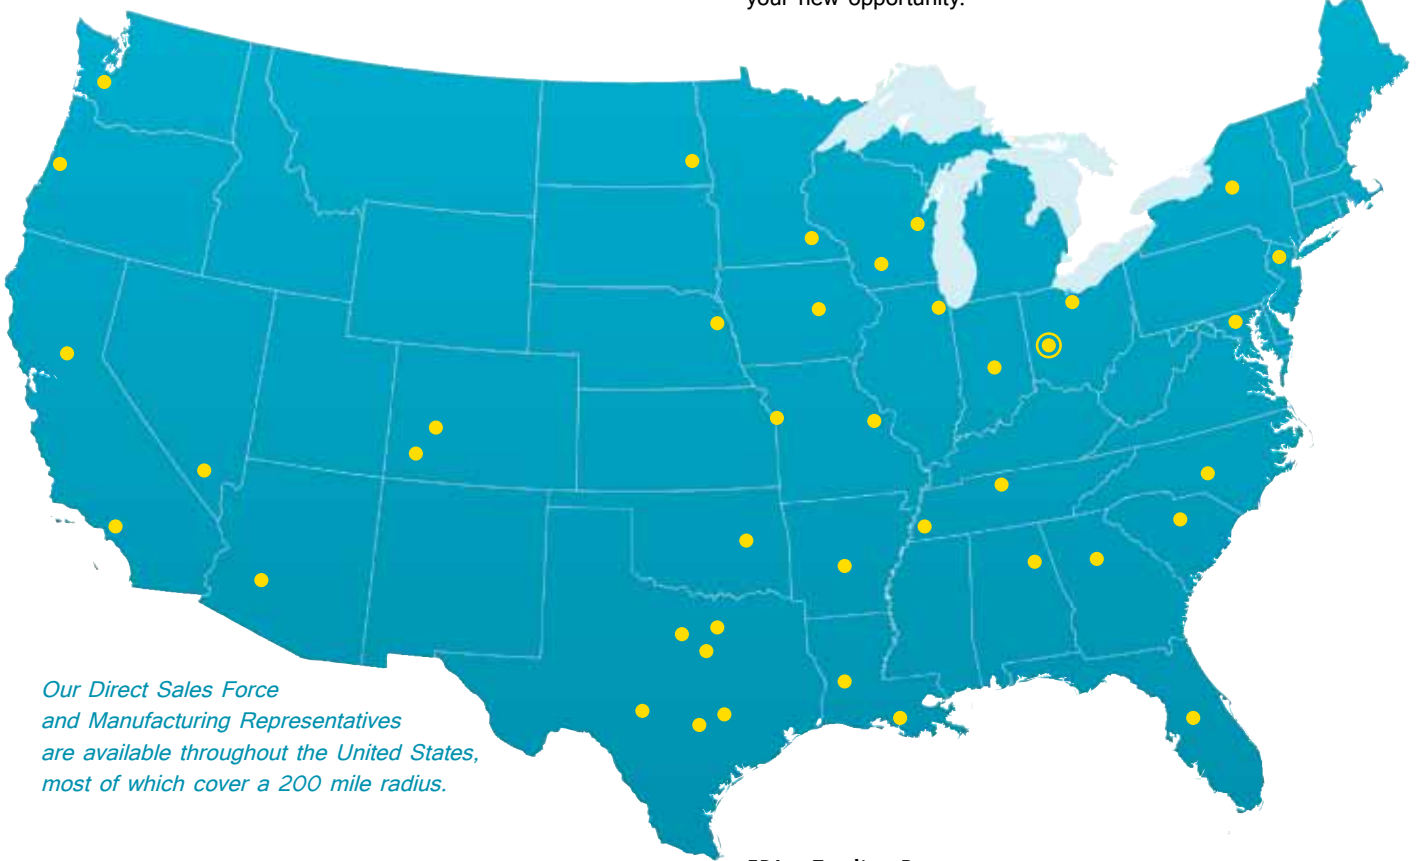 your new opportunity.
Our Direct Sales Force
and Manufacturing Representatives
are available throughout the United States,
most of which cover a 200 mile radius.